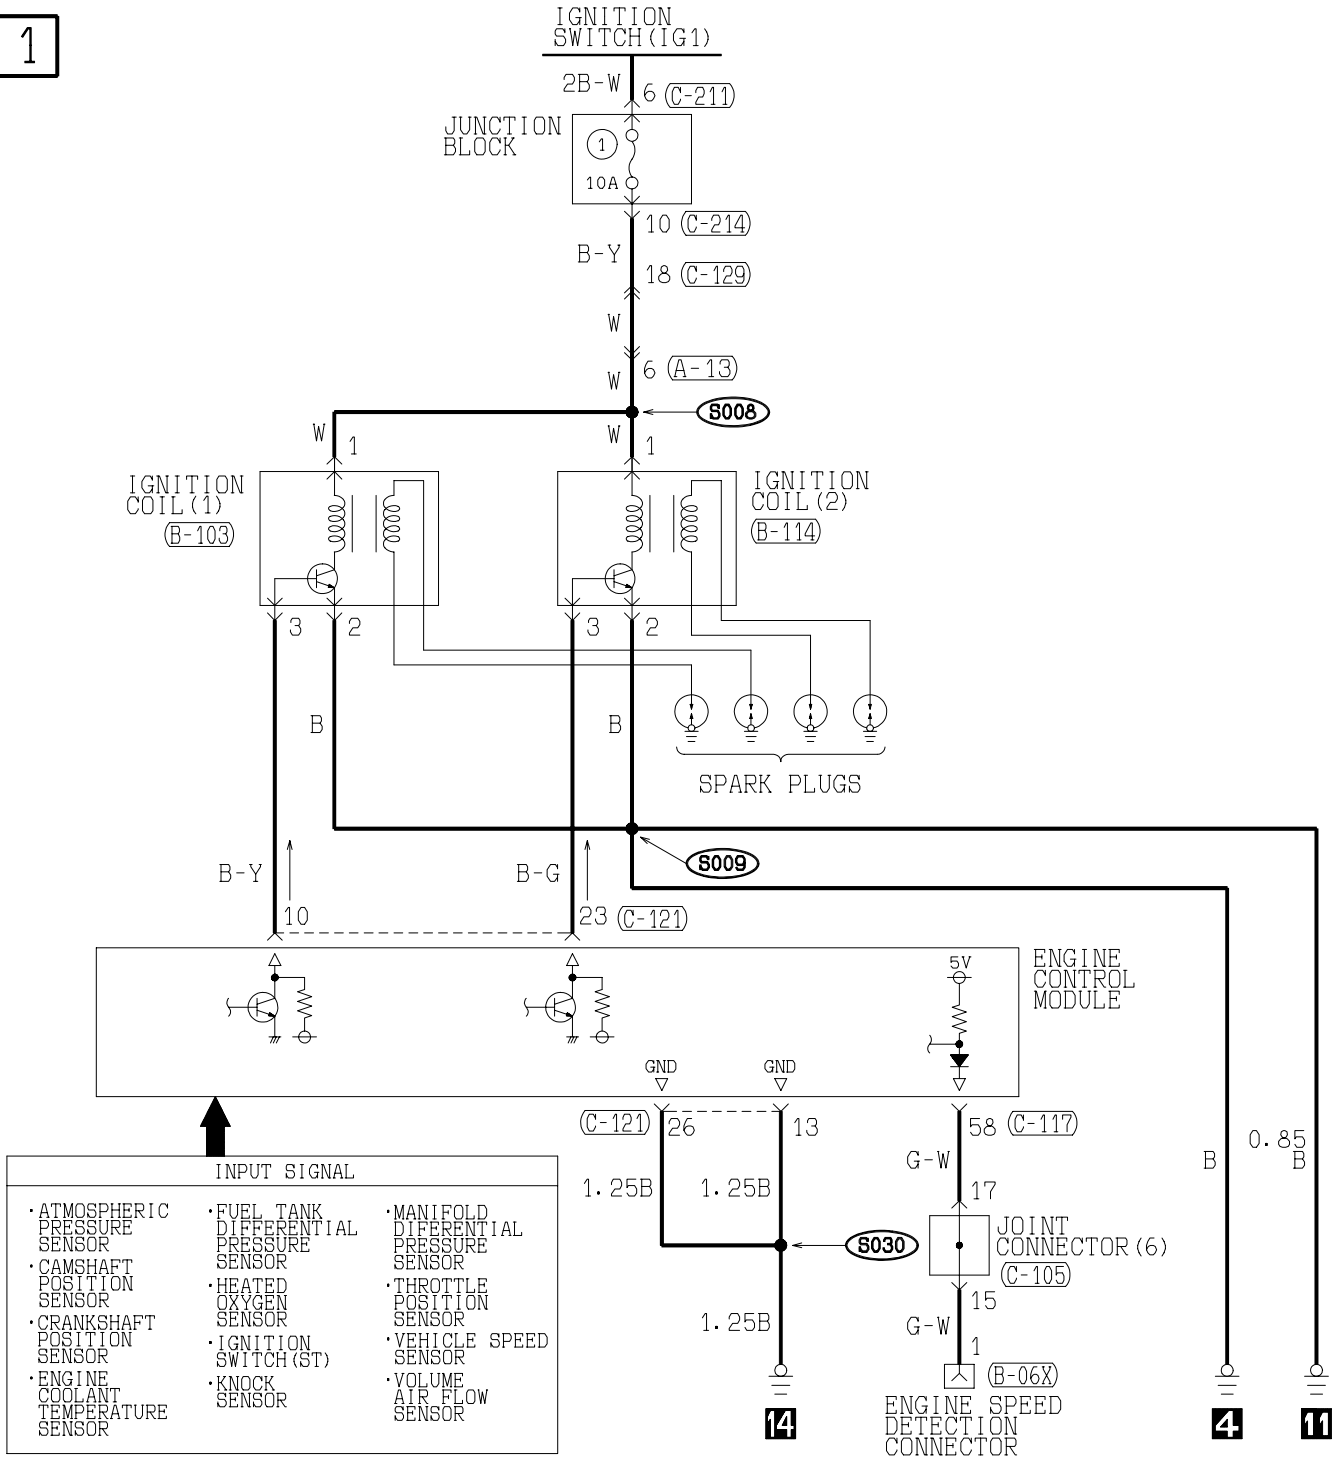 1
IGNITION
SWITCH(IG1)
2B-W
6 (C-211)
JUNCTION
BLOCK
1
10A
10 (C-214)
B-Y
18 (C-129)
W
6 (A-13)
W
S008
W
1
W
1
IGNITION
COIL(1)
(B-103)
IGNITION
COIL(2)
(B-114)
3
2
3
2
B
B
SPARK PLUGS
S009
B-Y
B-G
10
23 (C-121)
ENGINE
CONTROL
MODULE
5V
GND
GND
(C-121)
26
13
58 (C-117)
G-W
0.85
B
B
1.25B
1.25B
17
S030
JOINT
CONNECTOR(6)
(C-105)
15
1.25B
G-W
1
(B-06X)
ENGINE SPEED
DETECTION
CONNECTOR
14
4
11
INPUT SIGNAL
·ATMOSPHERIC
PRESSURE
SENSOR
·CAMSHAFT
POSITION
SENSOR
·CRANKSHAFT
POSITION
SENSOR
·ENGINE
COOLANT
TEMPERATURE
SENSOR
·FUEL TANK
DIFFERENTIAL
PRESSURE
SENSOR
·HEATED
OXYGEN
SENSOR
·IGNITION
SWITCH(ST)
·KNOCK
SENSOR
·MANIFOLD
DIFERENTIAL
PRESSURE
SENSOR
·THROTTLE
POSITION
SENSOR
·VEHICLE SPEED
SENSOR
·VOLUME
AIR FLOW
SENSOR